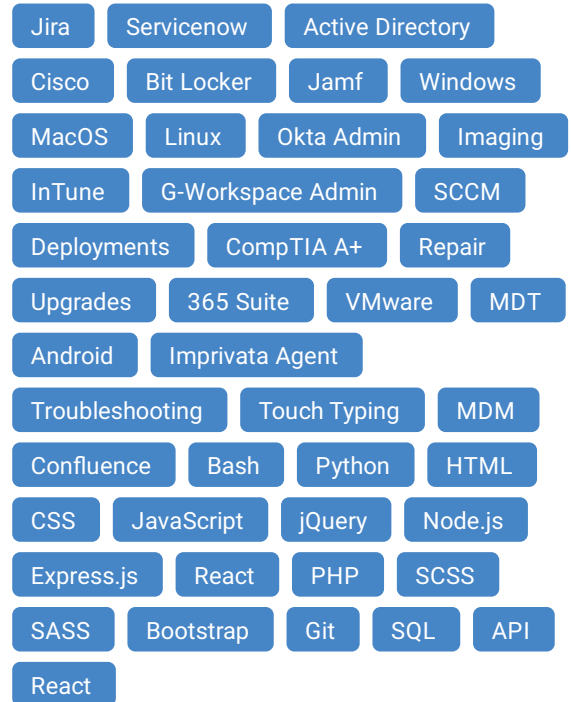 Jira Servicenow Active Directory
Cisco Bit Locker Jamf Windows
MacOS Linux Okta Admin Imaging
InTune G-Workspace Admin SCCM
Deployments CompTIA A+ Repair
Upgrades 365 Suite VMware MDT
Android Imprivata Agent
Troubleshooting Touch Typing MDM
Confluence Bash Python HTML
CSS JavaScript jQuery Node.js
Express.js React PHP SCSS
SASS Bootstrap Git SQL API
React